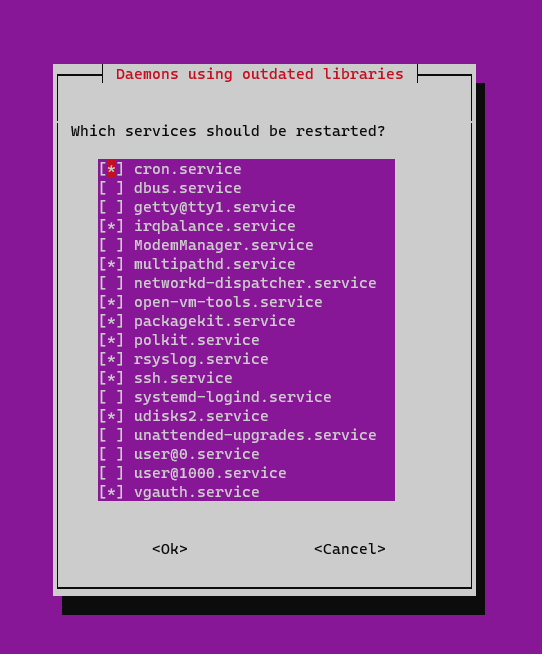 Daemons using outdated libraries
Which services should be restarted?
[*] cron.service
[ ] dbus.service
[ ] getty@tty1.service
[*] irqbalance.service
[ ] ModemManager.service
[*] multipathd.service
[ ] networkd-dispatcher.service
[*] open-vm-tools.service
[*] packagekit.service
[*] polkit.service
[*] rsyslog.service
[*] ssh.service
[ ] systemd-logind.service
[*] udisks2.service
[ ] unattended-upgrades.service
[ ] user@0.service
[ ] user@1000.service
[*] vgauth.service
<Ok> <Cancel>